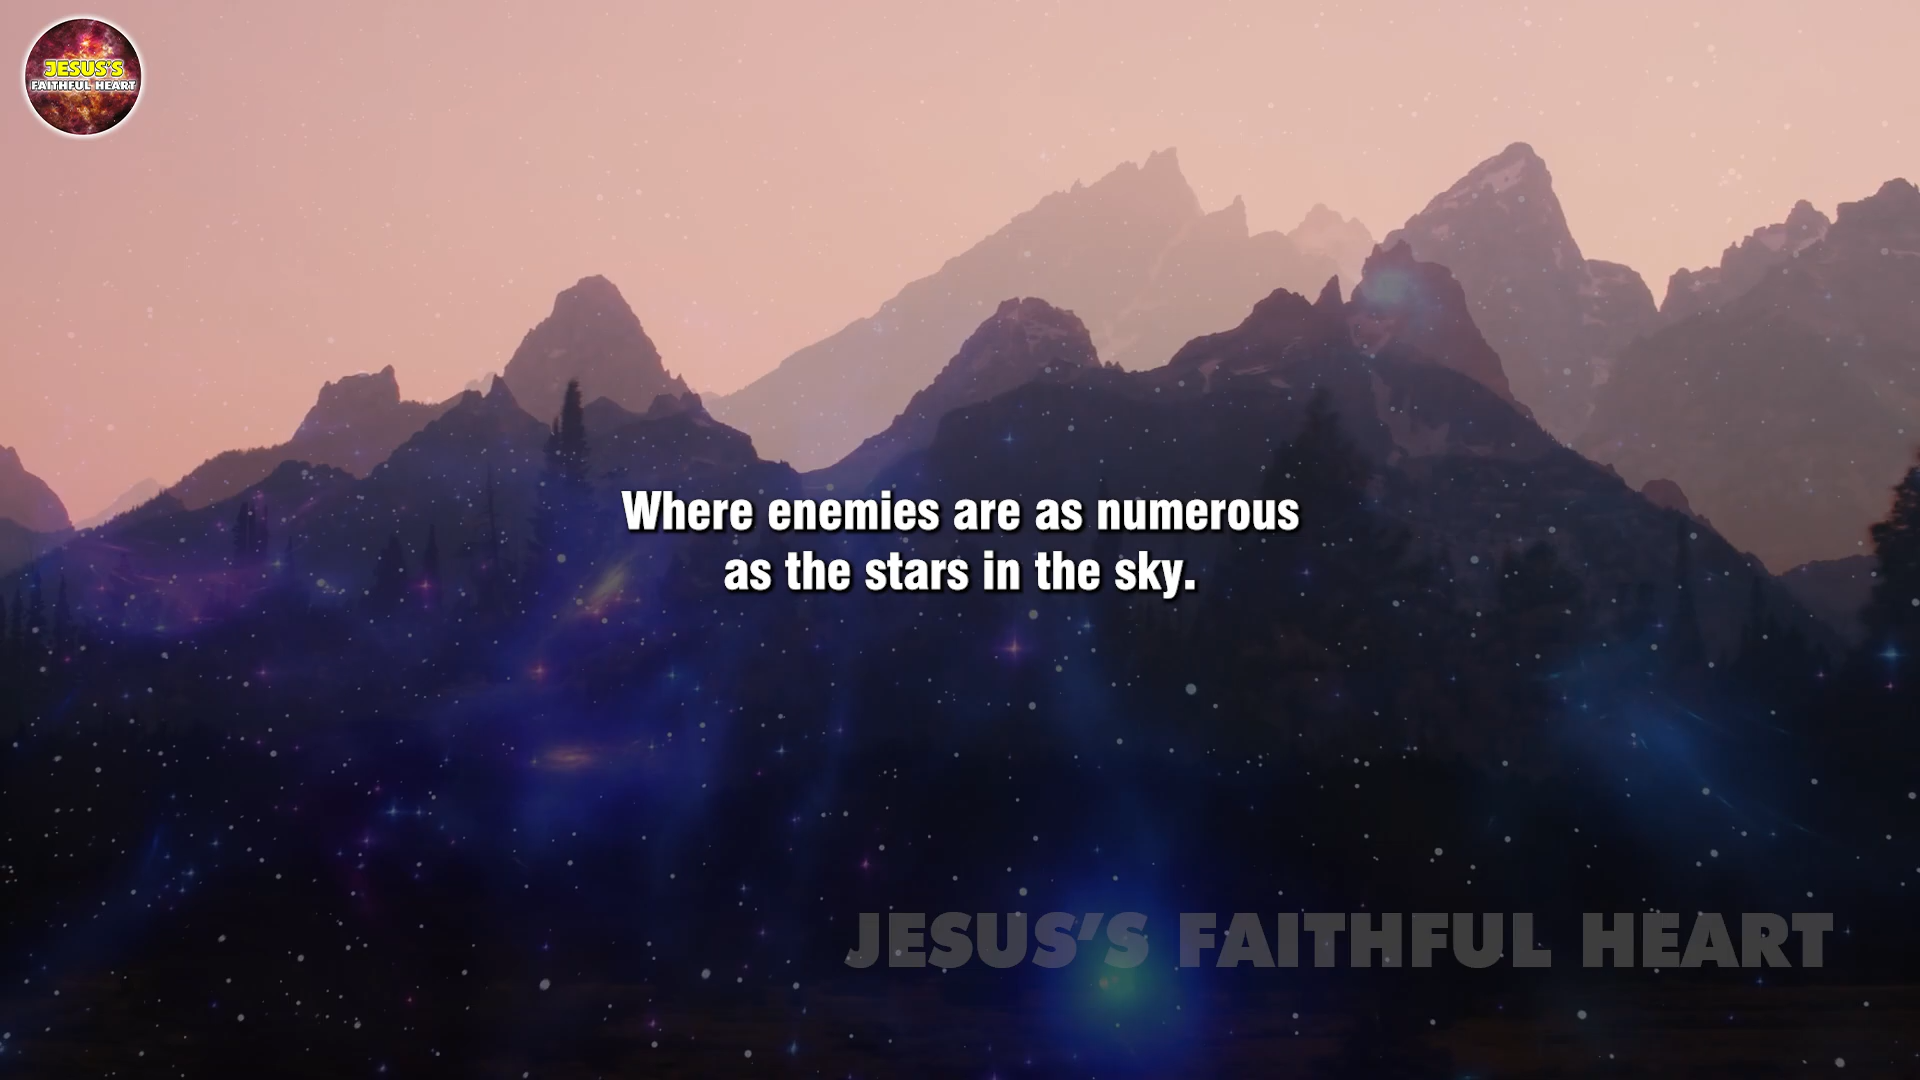 JESUS'S
FAITHFUL HEART
Where enemies are as numerous
as the stars in the sky.
JESUS'S FAITHFUL HEART